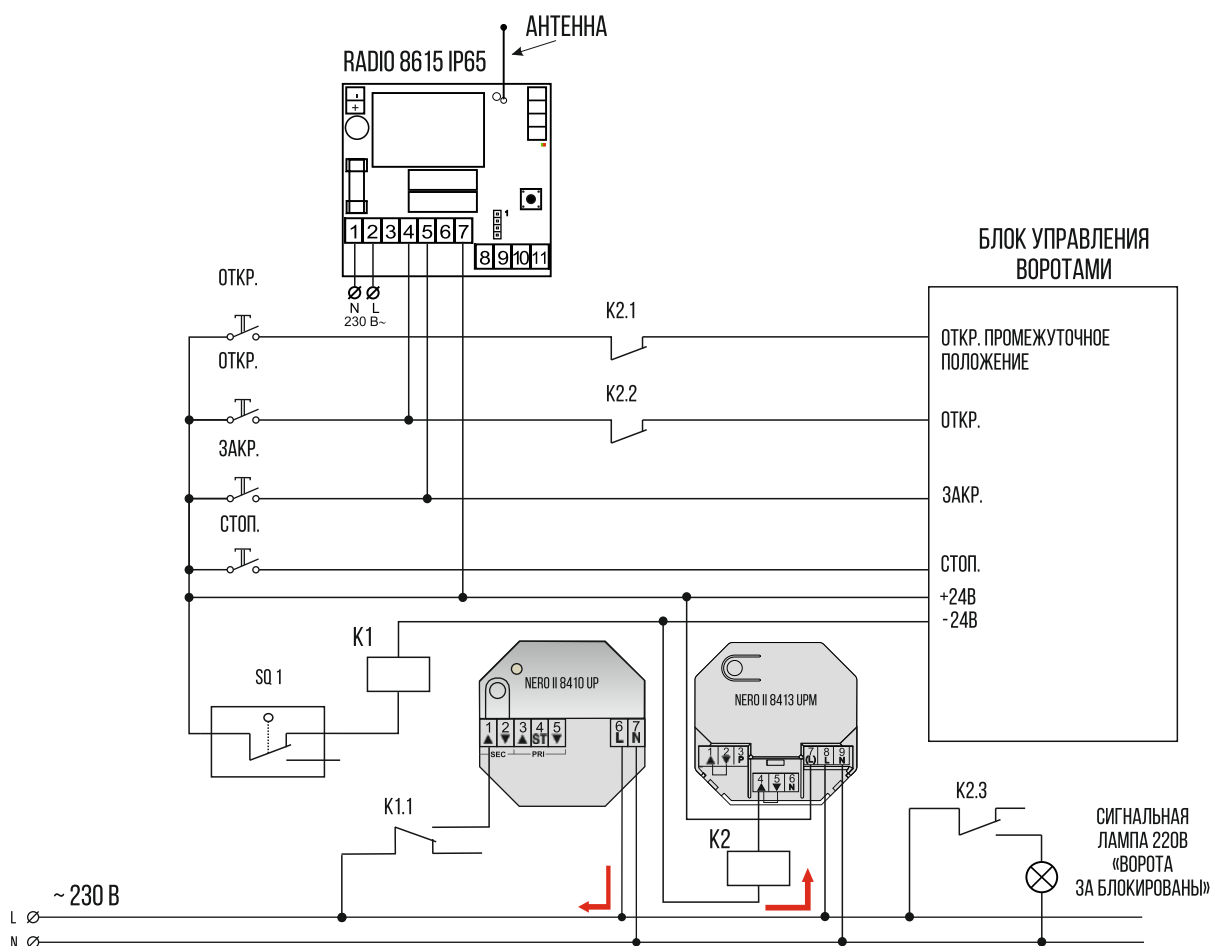 АНТЕННА
RADIO 8615 IP65
- +
1
1 2 3 4 5 6 7
8 9 10 11
N L
230 В~
БЛОК УПРАВЛЕНИЯ
ВОРОТАМИ
ОТКР.
K2.1
ОТКР. ПРОМЕЖУТОЧНОЕ
ПОЛОЖЕНИЕ
ОТКР.
K2.2
ОТКР.
ЗАКР.
ЗАКР.
СТОП.
СТОП.
+24В
-24В
K1
SQ 1
NERO II 8410 UP
1 2 3 4 5 6 7
ST L N
SEC PRI
NERO II 8413 UPM
1 2 3 7 8 9
P (L) L N
4 5 6
N
K1.1
K2
K2.3
СИГНАЛЬНАЯ
ЛАМПА 220В
«ВОРОТА
ЗА БЛОКИРОВАНЫ»
~ 230 В
L
N